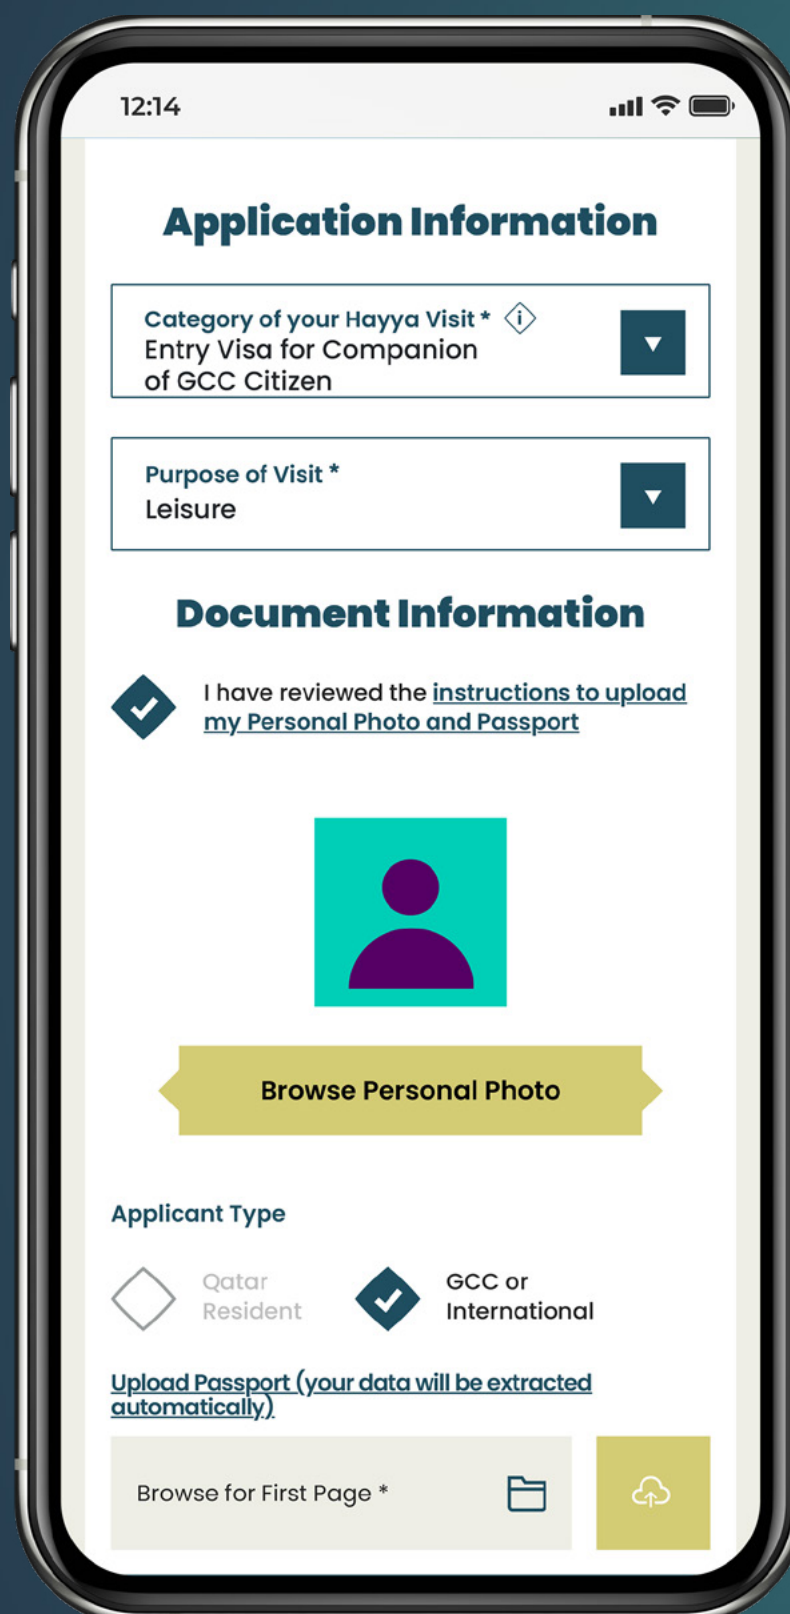 12:14
Application Information
Category of your Hayya Visit *
Entry Visa for Companion
of GCC Citizen
Purpose of Visit *
Leisure
Document Information
I have reviewed the instructions to upload
my Personal Photo and Passport
Browse Personal Photo
Applicant Type
Qatar
Resident
GCC or
International
Upload Passport (your data will be extracted
automatically)
Browse for First Page *